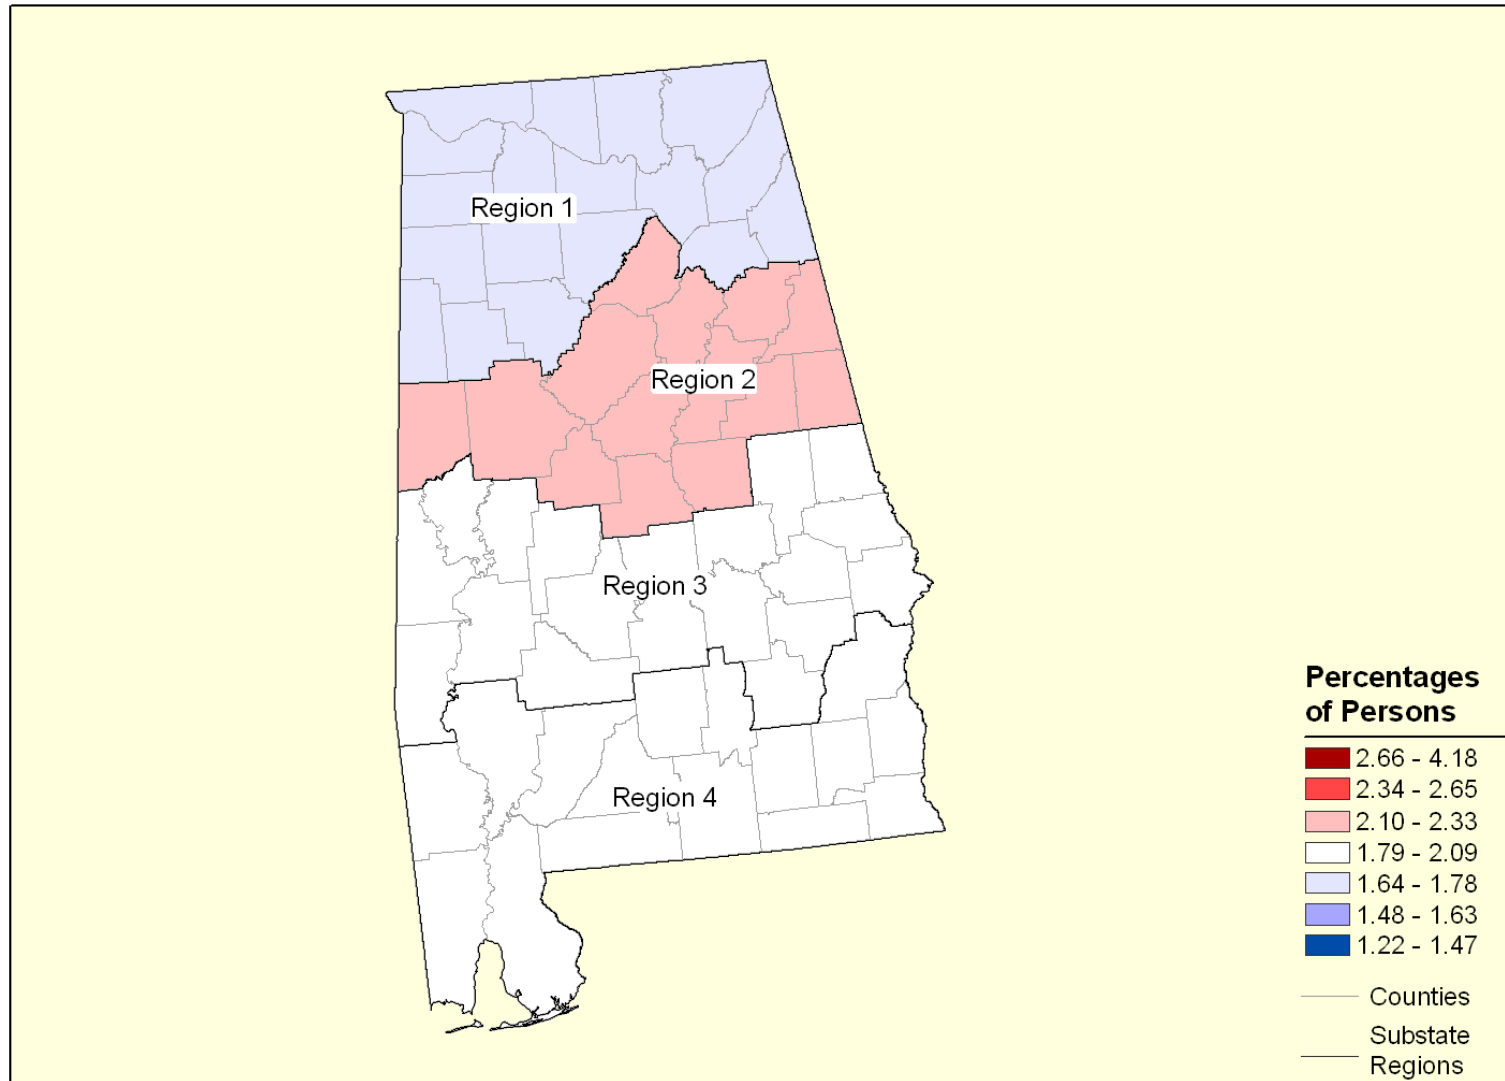 Region 1
Region 2
Region 3
Region 4
Percentages
of Persons
2.66 - 4.18
2.34 - 2.65
2.10 - 2.33
1.79 - 2.09
1.64 - 1.78
1.48 - 1.63
1.22 - 1.47
Counties
Substate
Regions